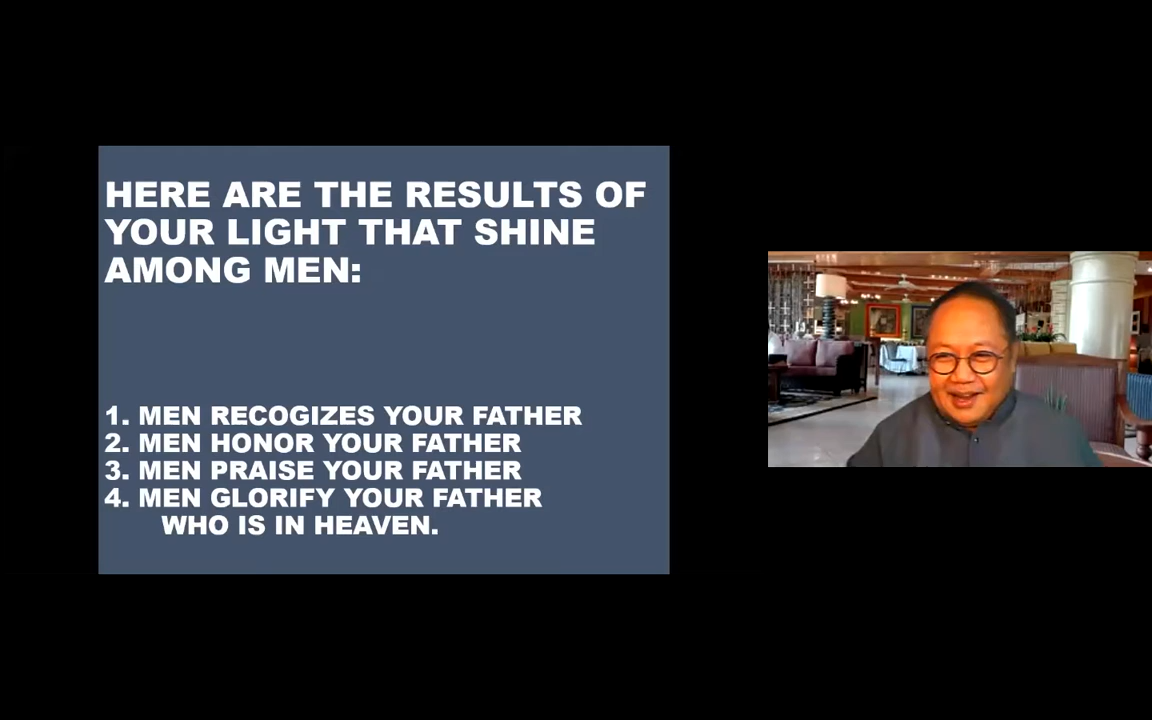 HERE ARE THE RESULTS OF
YOUR LIGHT THAT SHINE
AMONG MEN:
1. MEN RECOGIZES YOUR FATHER
2. MEN HONOR YOUR FATHER
3. MEN PRAISE YOUR FATHER
4. MEN GLORIFY YOUR FATHER
WHO IS IN HEAVEN.